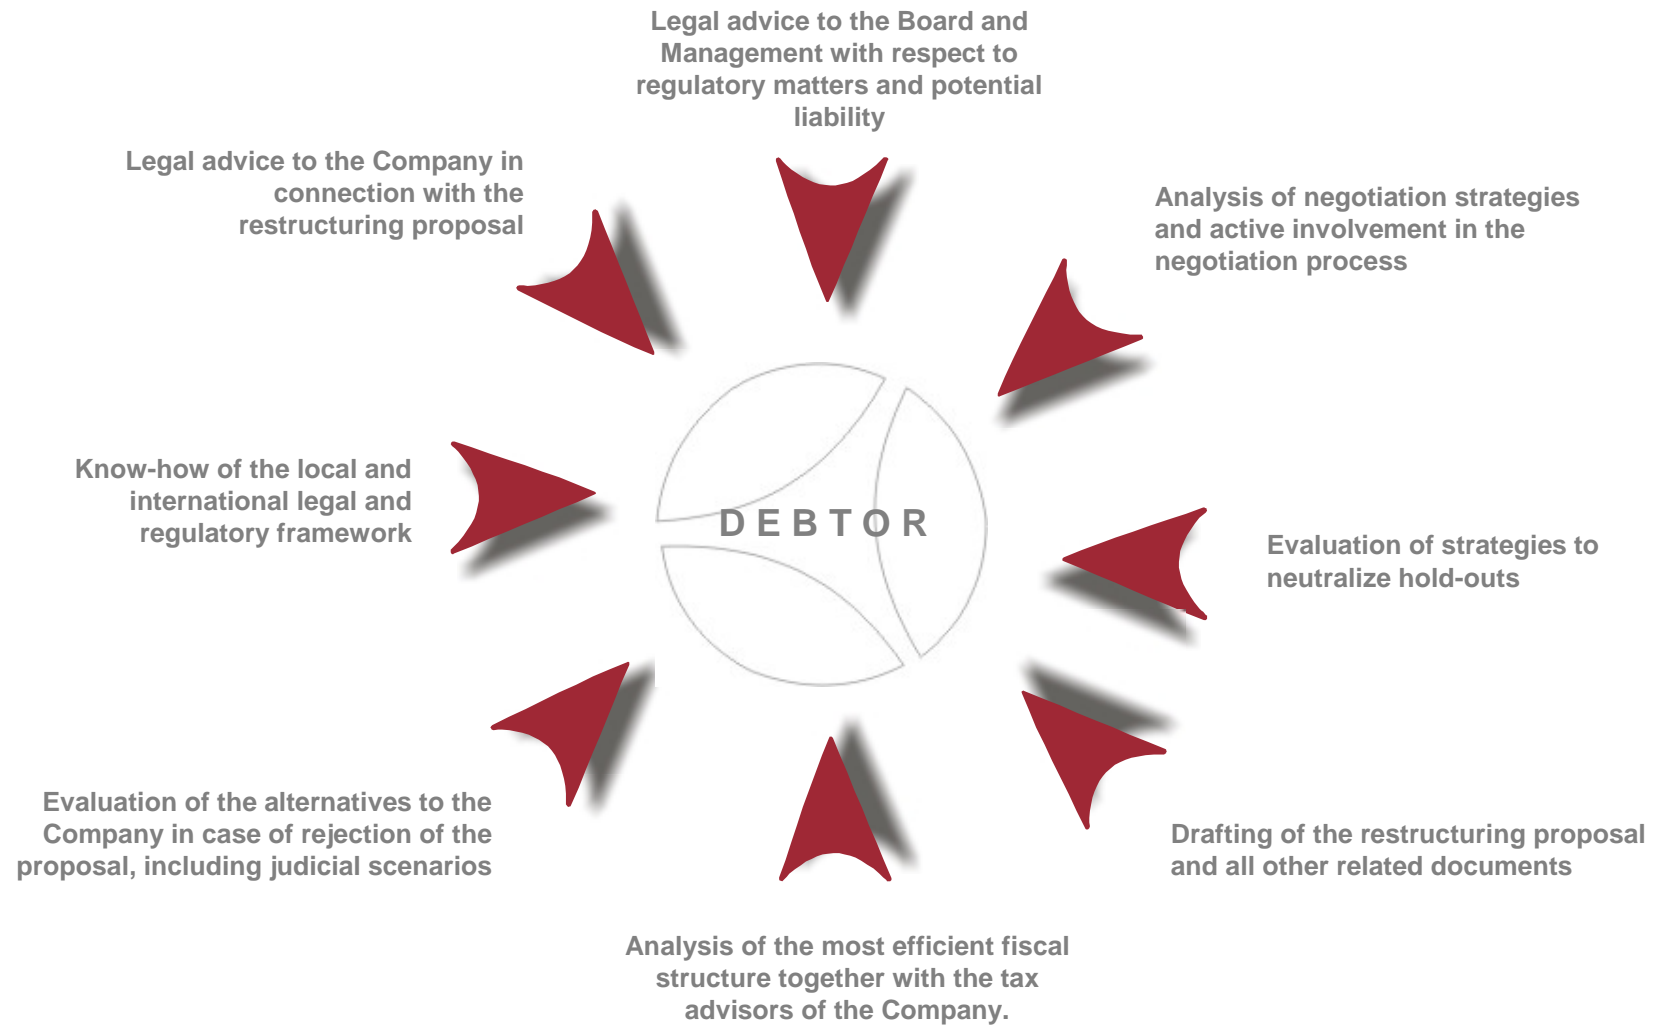 Legal advice to the Board and
Management with respect to
regulatory matters and potential
liability
Legal advice to the Company in
connection with the
restructuring proposal
Analysis of negotiation strategies
and active involvement in the
negotiation process
Know-how of the local and
international legal and
regulatory framework
DEBTOR
Evaluation of strategies to
neutralize hold-outs
Evaluation of the alternatives to the
Company in case of rejection of the
proposal, including judicial scenarios
Drafting of the restructuring proposal
and all other related documents
Analysis of the most efficient fiscal
structure together with the tax
advisors of the Company.